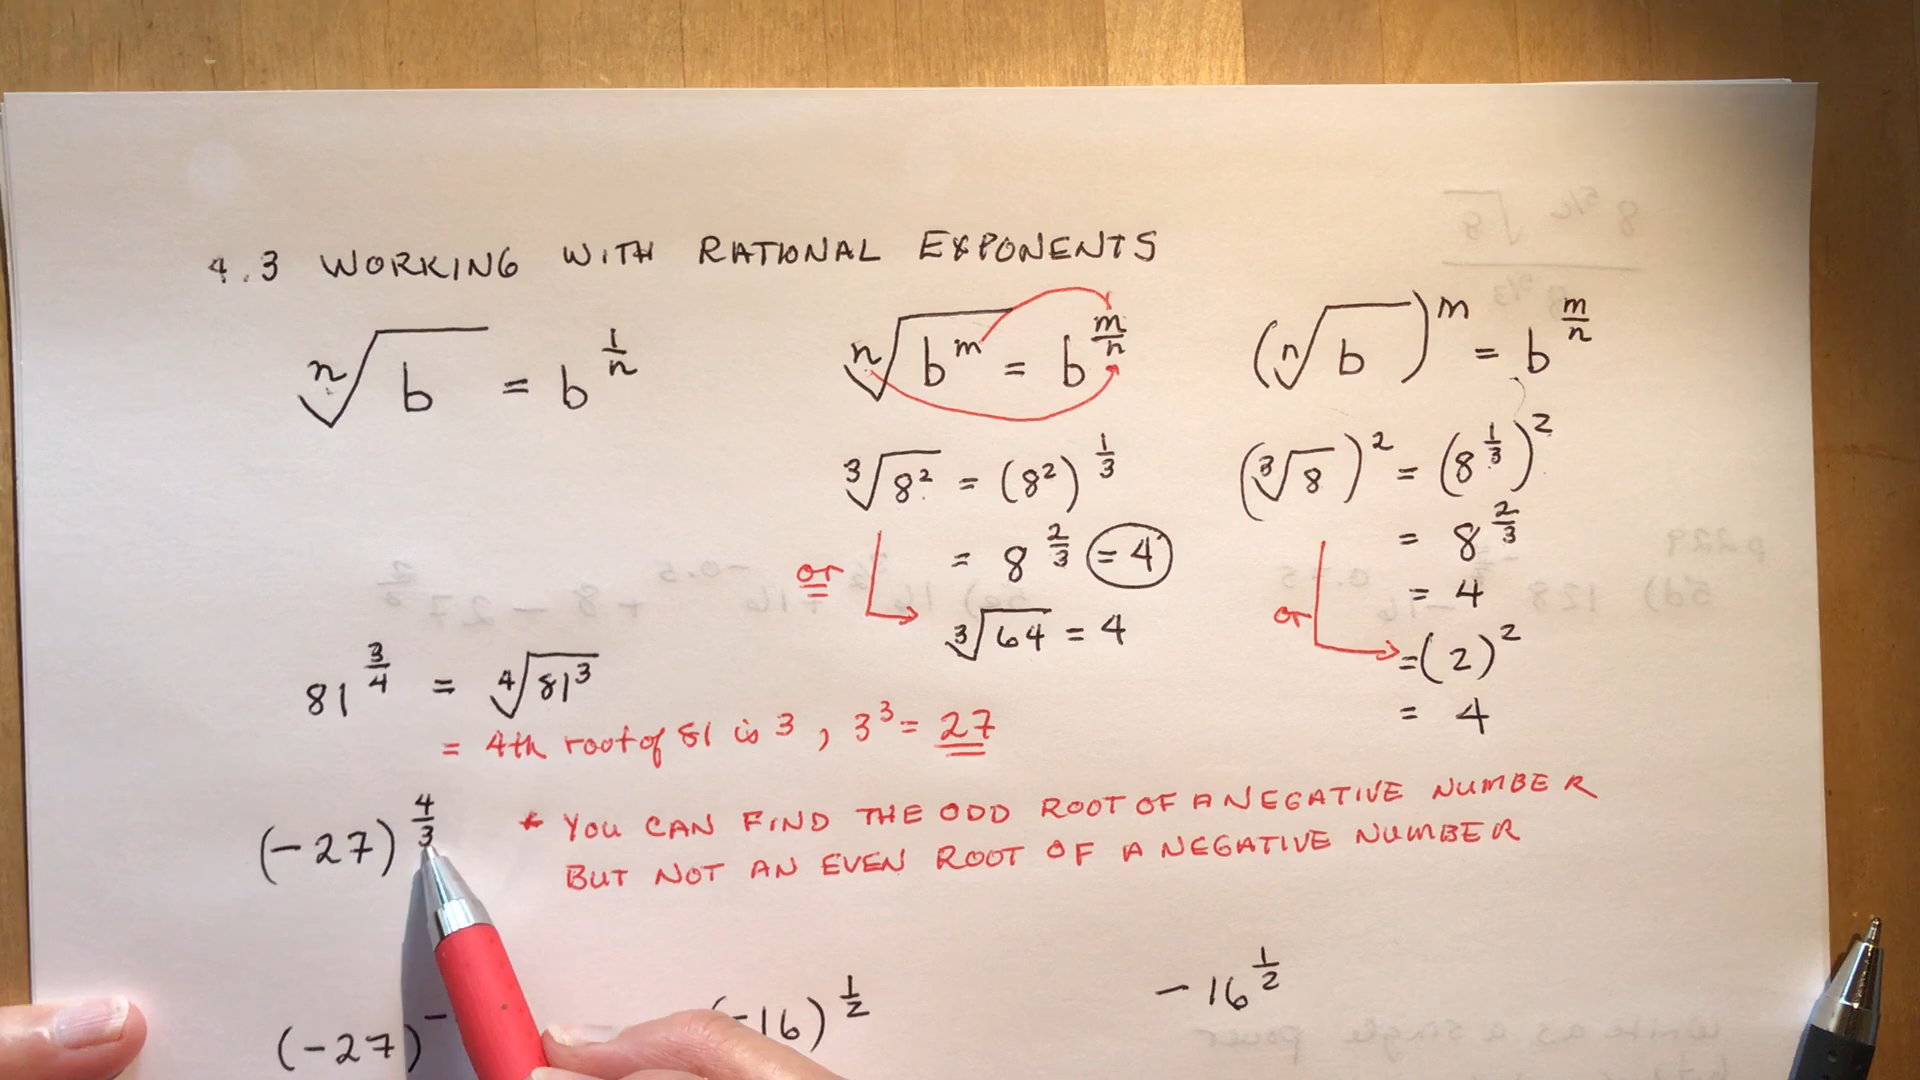 4.3 WORKING WITH RATIONAL EXPONENTS
ⁿ√b = b^(1/n)
ⁿ√(b^m) = b^(m/n)
(ⁿ√b)^m = b^(m/n)
³√(8²) = (8²)^(1/3)
= 8^(2/3) = 4
or
³√64 = 4
(³√8)² = (8^(1/3))²
= 8^(2/3)
= 4
or
= (2)²
= 4
81^(3/4) = ⁴√(81³)
= 4th root of 81 is 3, 3³ = 27
(-27)^(4/3)
* YOU CAN FIND THE ODD ROOT OF A NEGATIVE NUMBER
BUT NOT AN EVEN ROOT OF A NEGATIVE NUMBER
(-27)^-
(-16)^(1/2)
-16^(1/2)